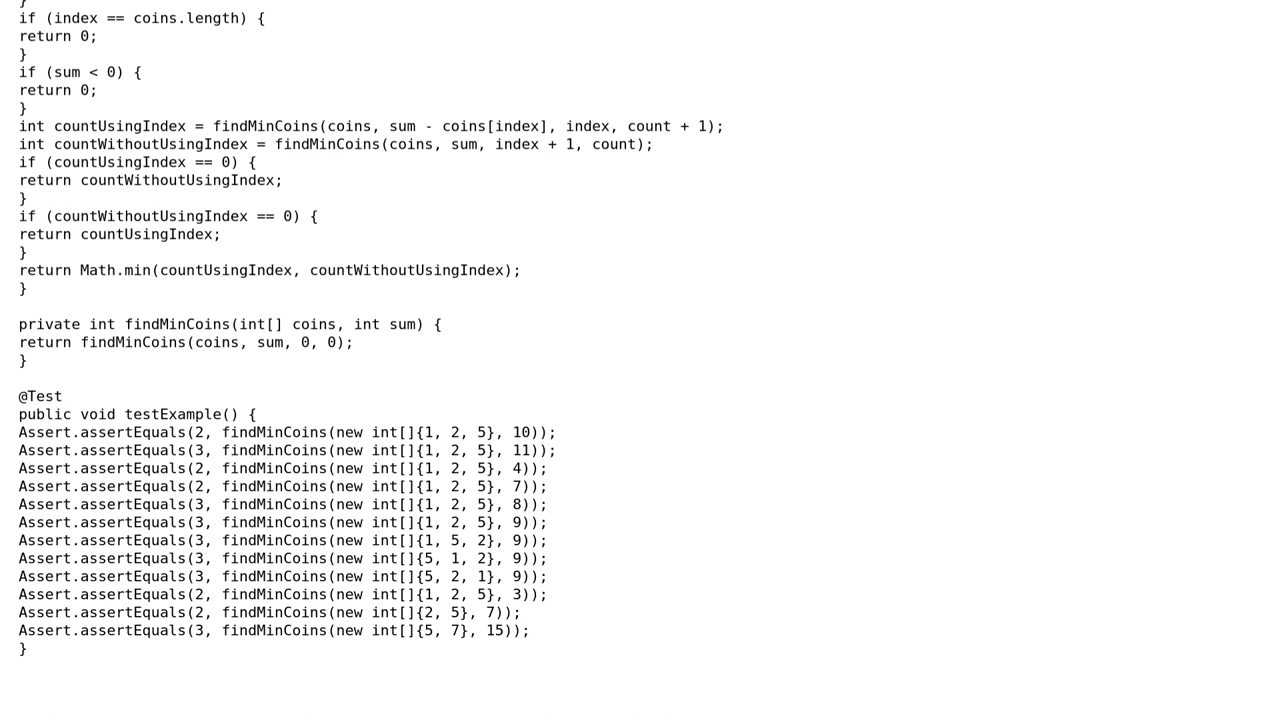 }
if (index == coins.length) {
return 0;
}
if (sum < 0) {
return 0;
}
int countUsingIndex = findMinCoins(coins, sum - coins[index], index, count + 1);
int countWithoutUsingIndex = findMinCoins(coins, sum, index + 1, count);
if (countUsingIndex == 0) {
return countWithoutUsingIndex;
}
if (countWithoutUsingIndex == 0) {
return countUsingIndex;
}
return Math.min(countUsingIndex, countWithoutUsingIndex);
}

private int findMinCoins(int[] coins, int sum) {
return findMinCoins(coins, sum, 0, 0);
}

@Test
public void testExample() {
Assert.assertEquals(2, findMinCoins(new int[]{1, 2, 5}, 10));
Assert.assertEquals(3, findMinCoins(new int[]{1, 2, 5}, 11));
Assert.assertEquals(2, findMinCoins(new int[]{1, 2, 5}, 4));
Assert.assertEquals(2, findMinCoins(new int[]{1, 2, 5}, 7));
Assert.assertEquals(3, findMinCoins(new int[]{1, 2, 5}, 8));
Assert.assertEquals(3, findMinCoins(new int[]{1, 2, 5}, 9));
Assert.assertEquals(3, findMinCoins(new int[]{1, 5, 2}, 9));
Assert.assertEquals(3, findMinCoins(new int[]{5, 1, 2}, 9));
Assert.assertEquals(3, findMinCoins(new int[]{5, 2, 1}, 9));
Assert.assertEquals(2, findMinCoins(new int[]{1, 2, 5}, 3));
Assert.assertEquals(2, findMinCoins(new int[]{2, 5}, 7));
Assert.assertEquals(3, findMinCoins(new int[]{5, 7}, 15));
}